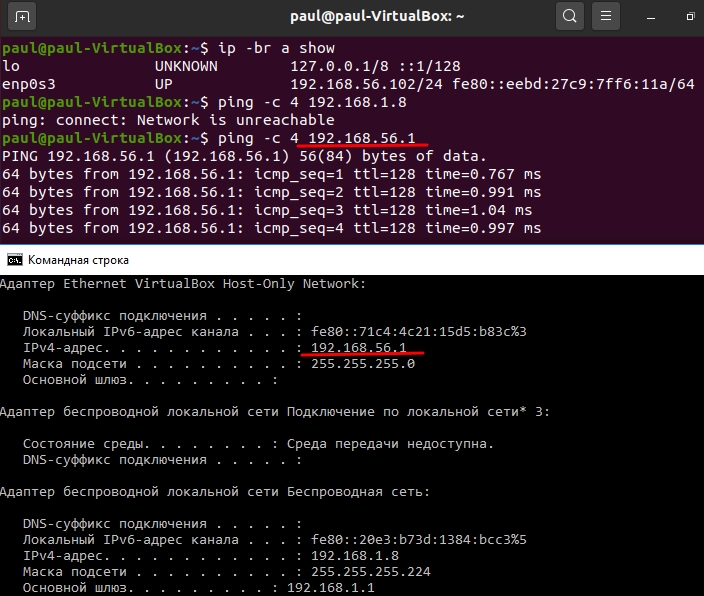 paul@paul-VirtualBox: ~
paul@paul-VirtualBox:~$ ip -br a show
lo UNKNOWN 127.0.0.1/8 ::1/128
enp0s3 UP 192.168.56.102/24 fe80::eebd:27c9:7ff6:11a/64
paul@paul-VirtualBox:~$ ping -c 4 192.168.1.8
ping: connect: Network is unreachable
paul@paul-VirtualBox:~$ ping -c 4 192.168.56.1
PING 192.168.56.1 (192.168.56.1) 56(84) bytes of data.
64 bytes from 192.168.56.1: icmp_seq=1 ttl=128 time=0.767 ms
64 bytes from 192.168.56.1: icmp_seq=2 ttl=128 time=0.991 ms
64 bytes from 192.168.56.1: icmp_seq=3 ttl=128 time=1.04 ms
64 bytes from 192.168.56.1: icmp_seq=4 ttl=128 time=0.997 ms
Командная строка
Адаптер Ethernet VirtualBox Host-Only Network:
DNS-суффикс подключения . . . . . :
Локальный IPv6-адрес канала . . . : fe80::71c4:4c21:15d5:b83c%3
IPv4-адрес. . . . . . . . . . . . : 192.168.56.1
Маска подсети . . . . . . . . . . : 255.255.255.0
Основной шлюз. . . . . . . . . :
Адаптер беспроводной локальной сети Подключение по локальной сети* 3:
Состояние среды. . . . . . . . : Среда передачи недоступна.
DNS-суффикс подключения . . . . . :
Адаптер беспроводной локальной сети Беспроводная сеть:
DNS-суффикс подключения . . . . . :
Локальный IPv6-адрес канала . . . : fe80::20e3:b73d:1384:bcc3%5
IPv4-адрес. . . . . . . . . . . . : 192.168.1.8
Маска подсети . . . . . . . . . . : 255.255.255.224
Основной шлюз. . . . . . . . . : 192.168.1.1